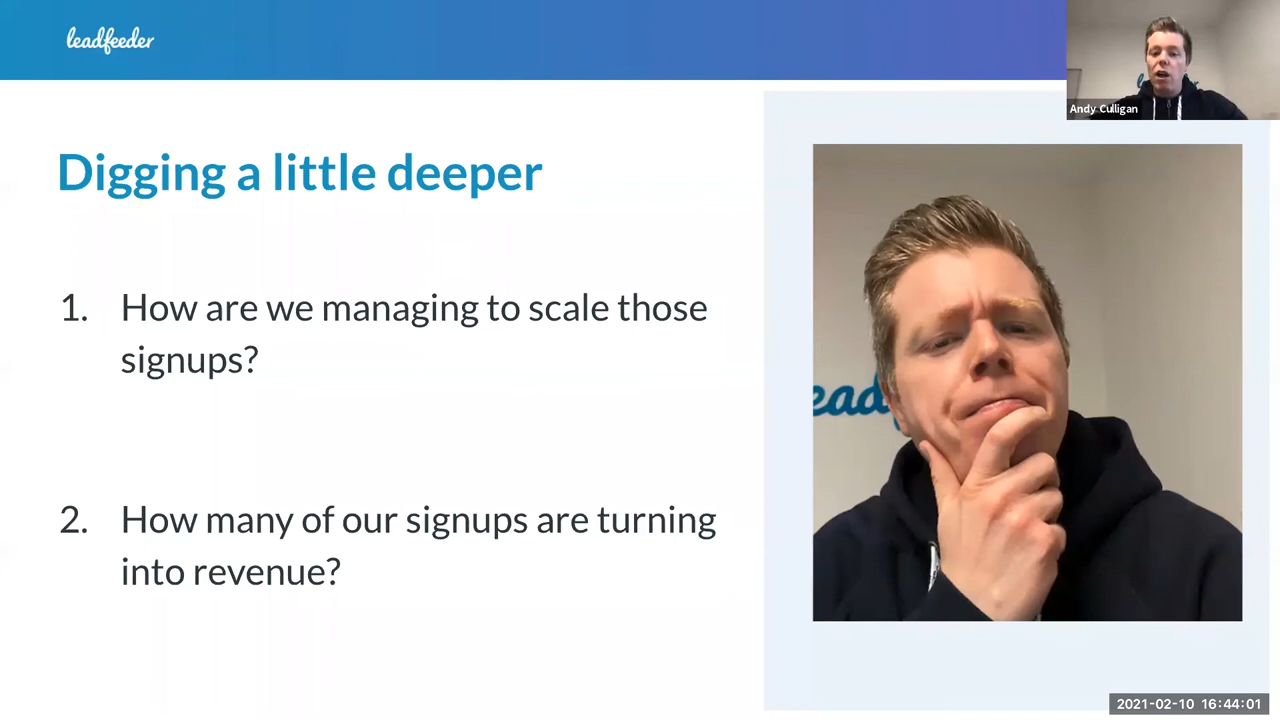 leadfeeder
Andy Culligan
Digging a little deeper
1. How are we managing to scale those
signups?
2. How many of our signups are turning
into revenue?
ead
2021-02-10 16:44:01